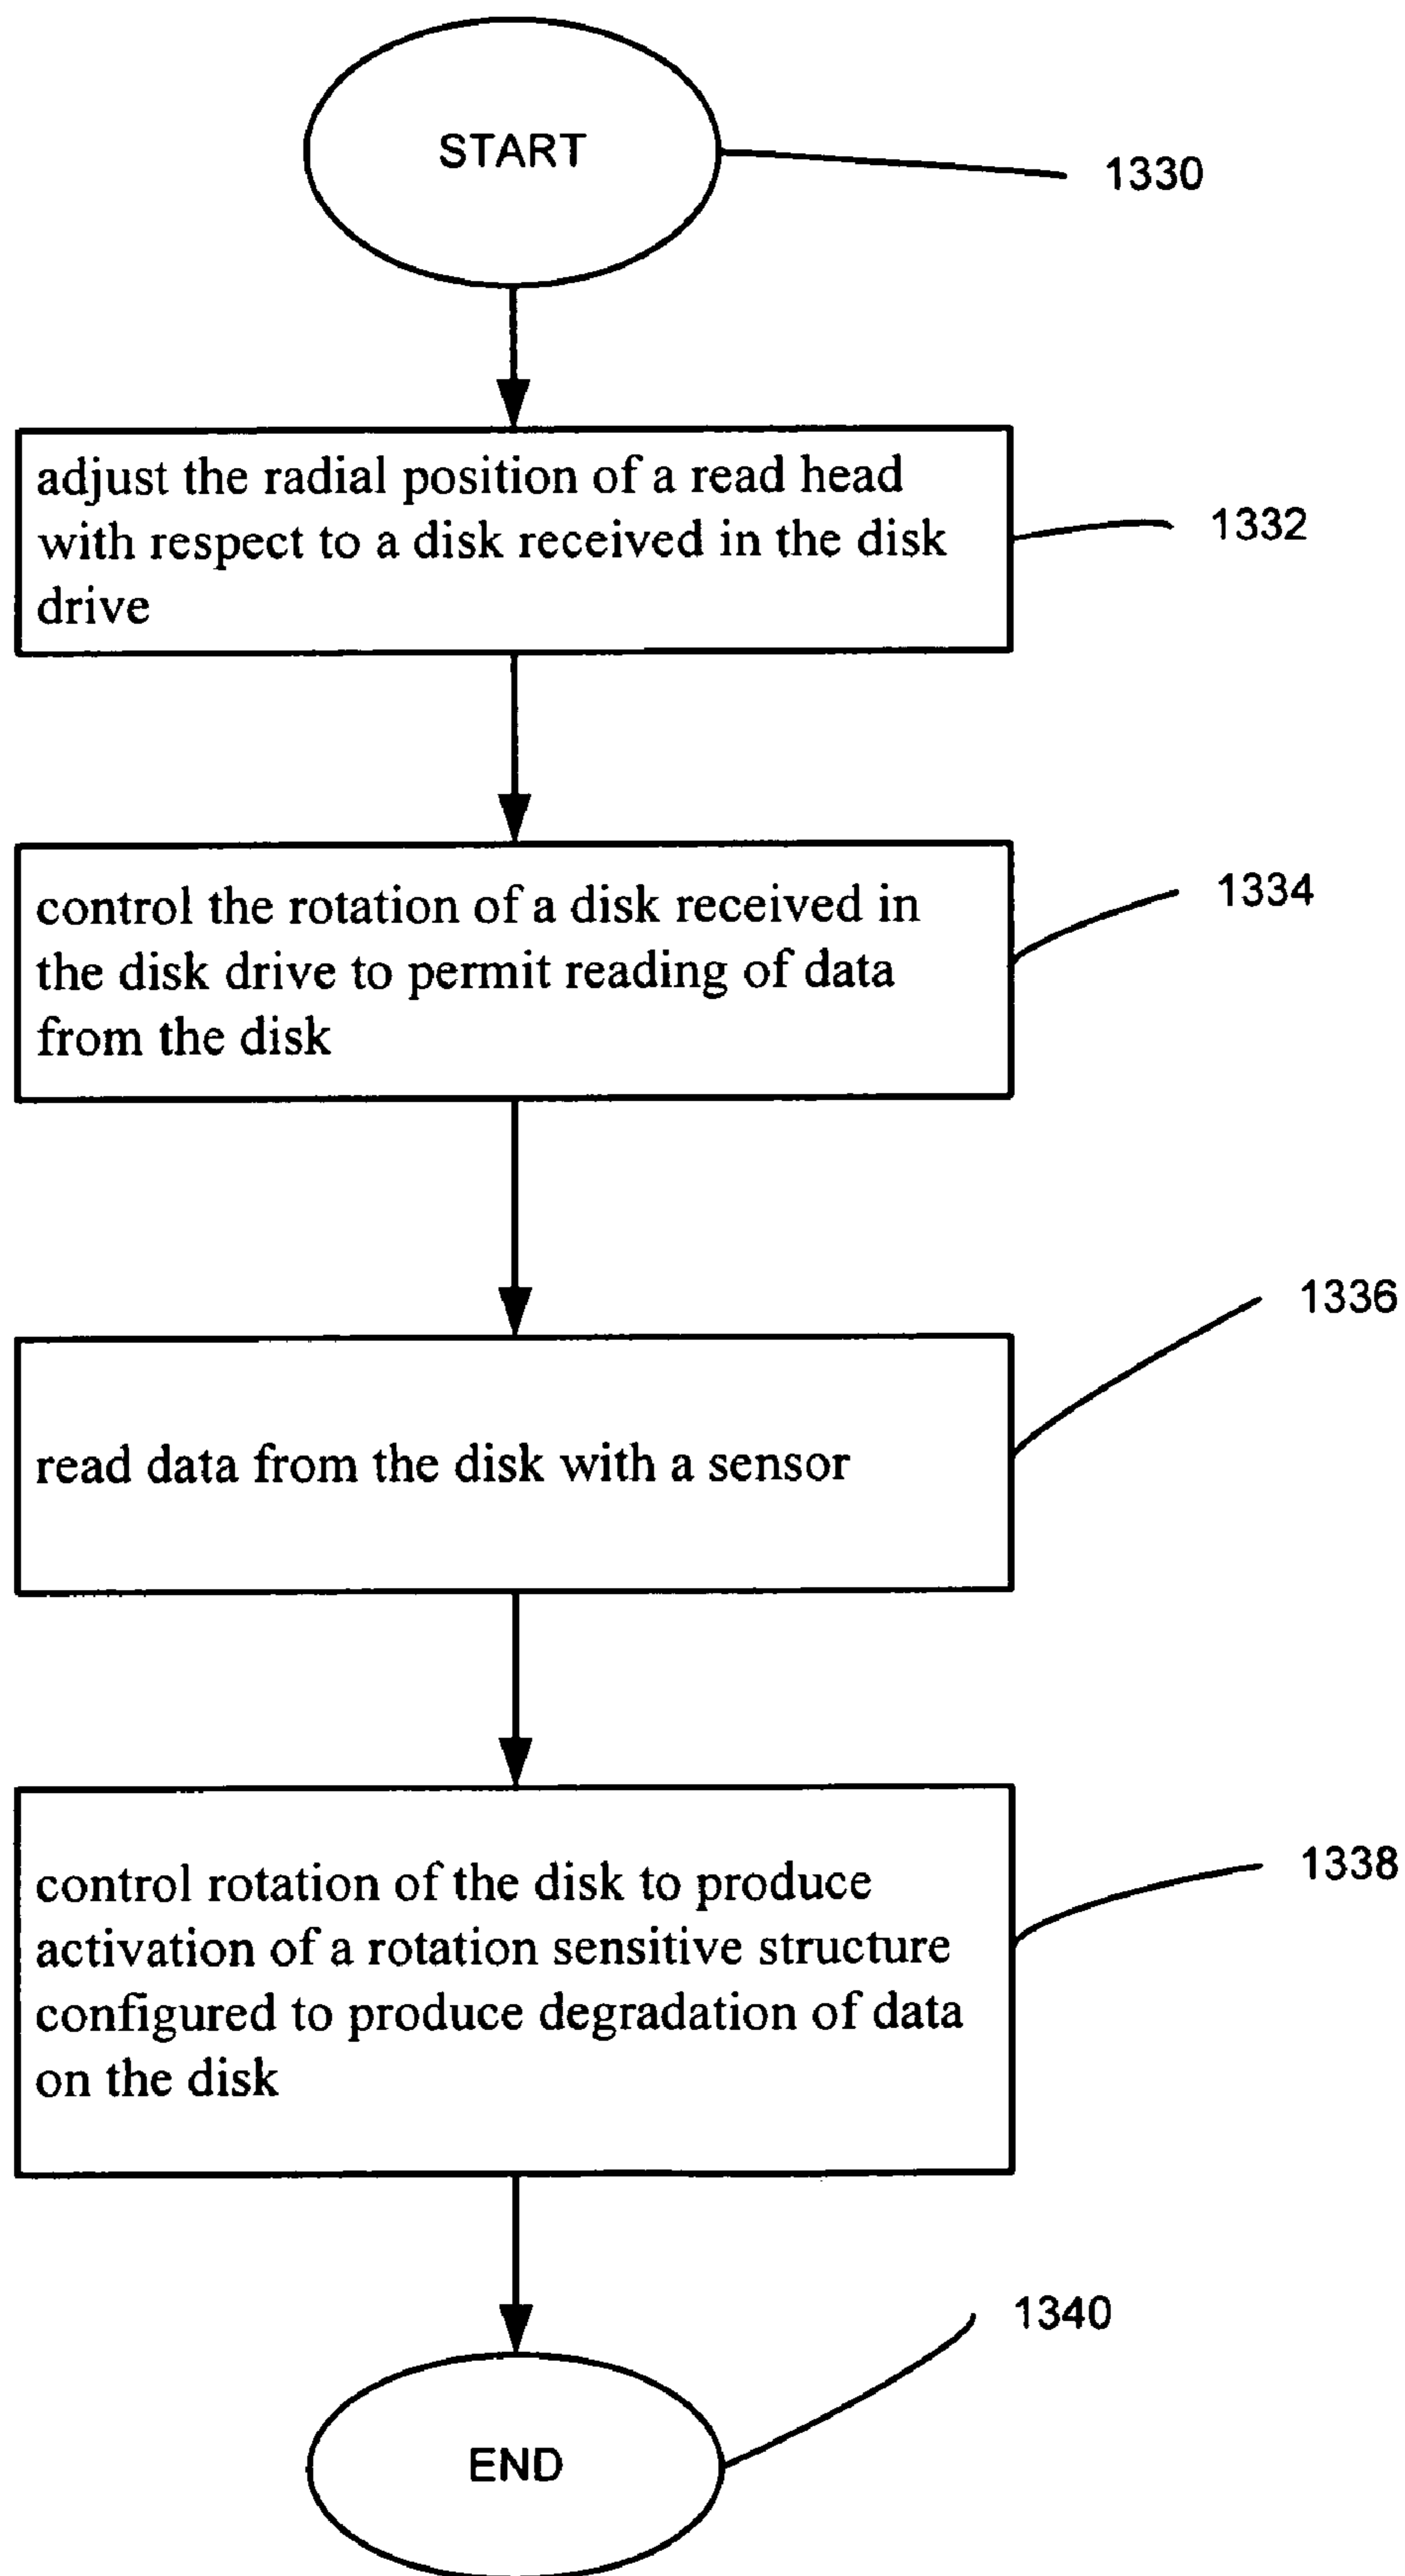 START
1330
adjust the radial position of a read head
with respect to a disk received in the disk
drive
1332
control the rotation of a disk received in
the disk drive to permit reading of data
from the disk
1334
read data from the disk with a sensor
1336
control rotation of the disk to produce
activation of a rotation sensitive structure
configured to produce degradation of data
on the disk
1338
END
1340